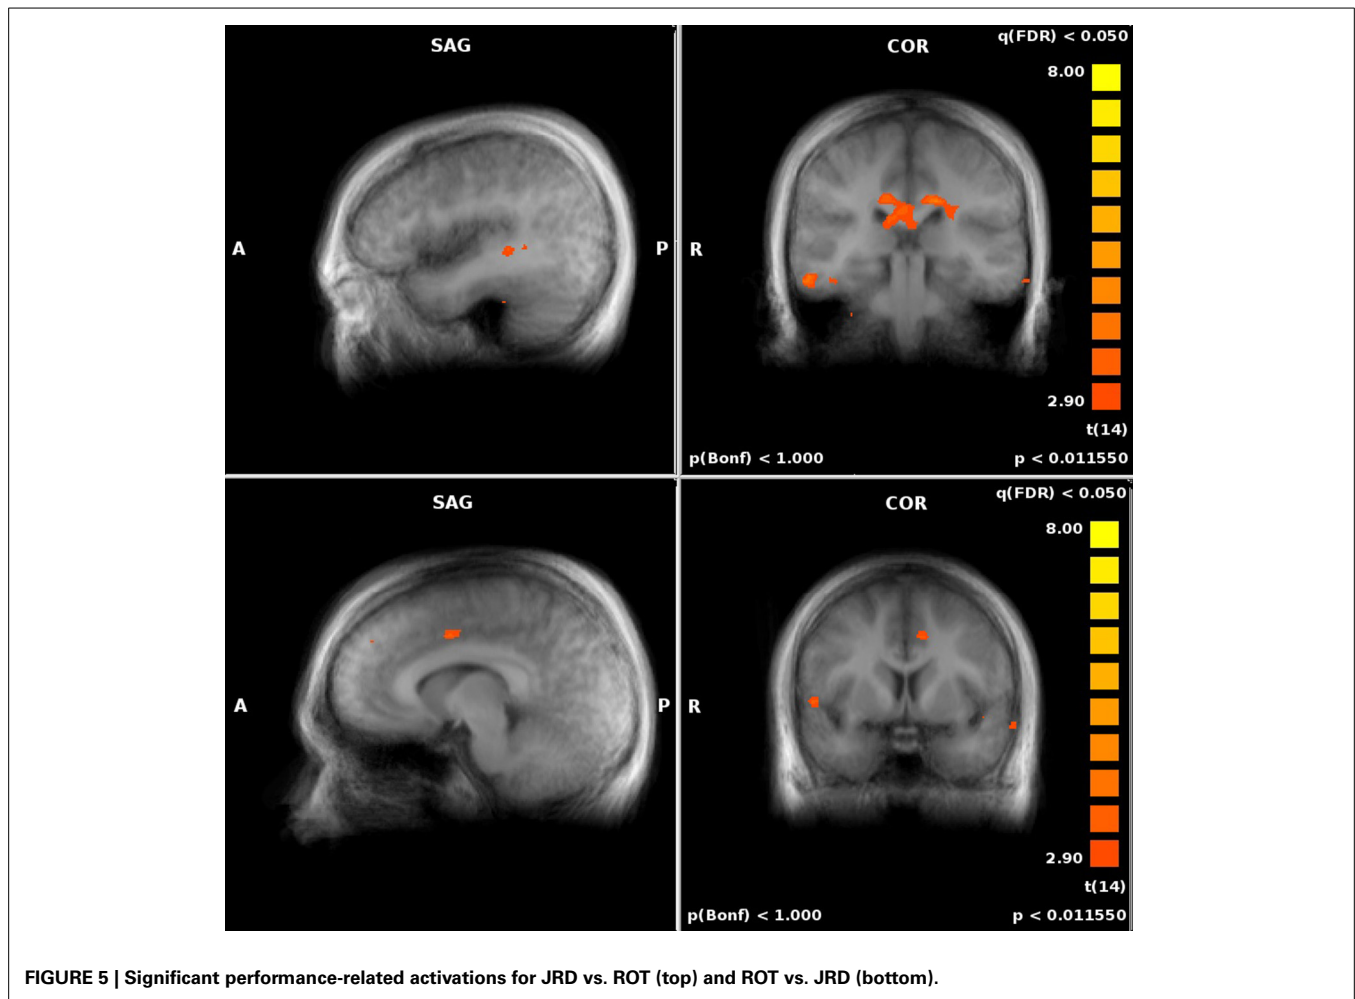 SAG
COR
q(FDR) < 0.050
8.00
A
P
R
2.90
t(14)
p(Bonf) < 1.000
p < 0.011550
SAG
COR
q(FDR) < 0.050
8.00
A
P
R
2.90
t(14)
p(Bonf) < 1.000
p < 0.011550
FIGURE 5 | Significant performance-related activations for JRD vs. ROT (top) and ROT vs. JRD (bottom).